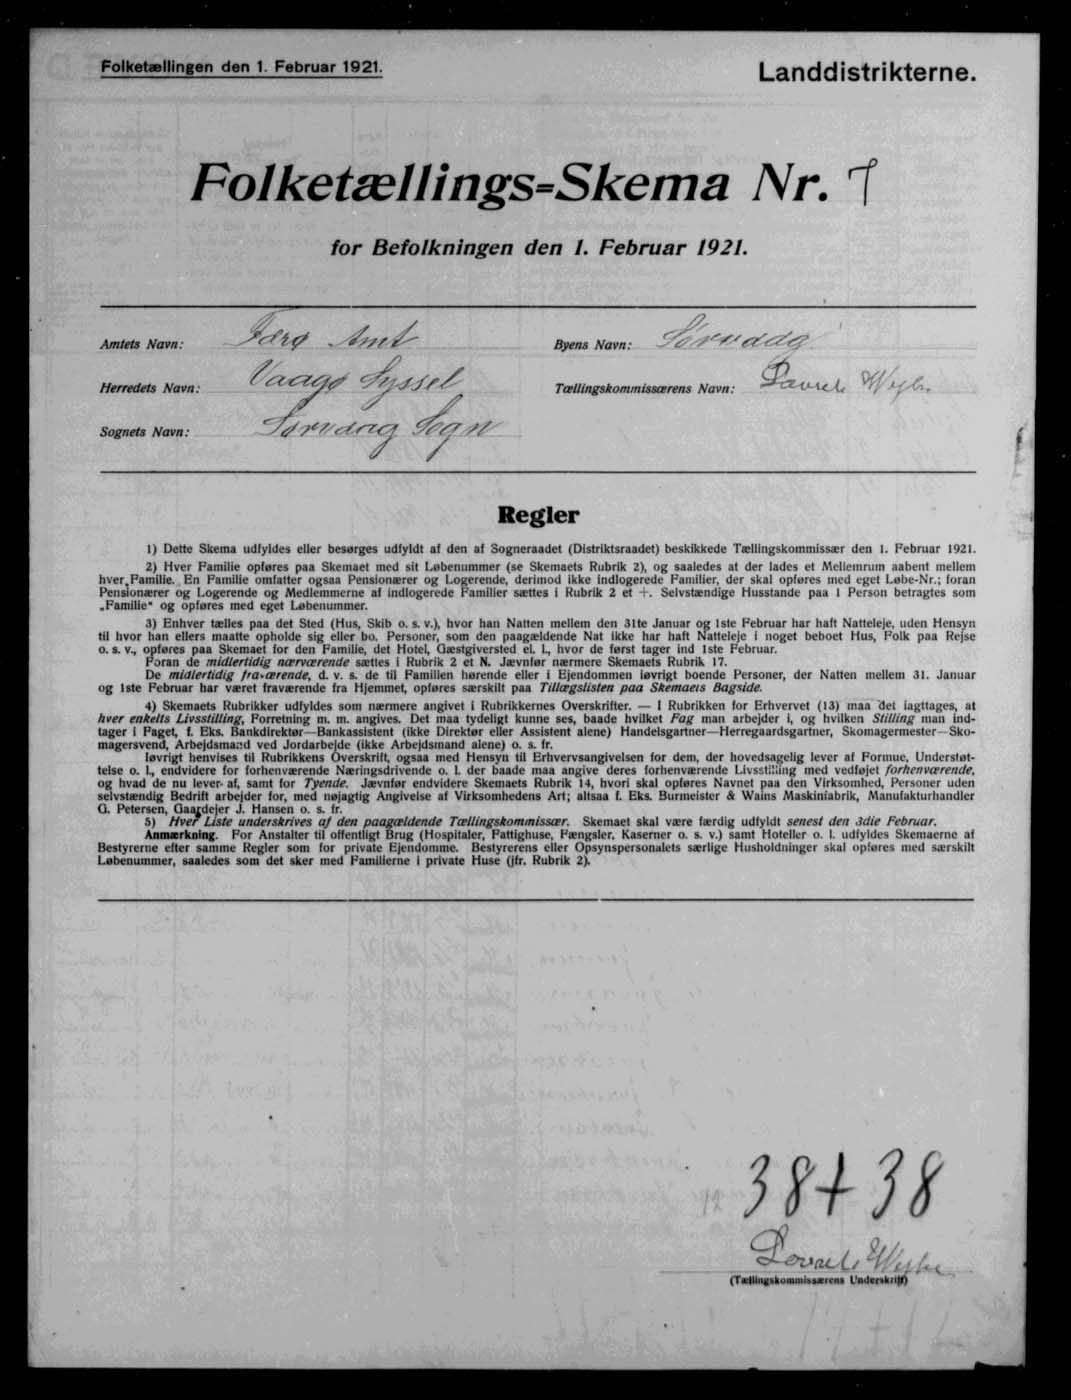 Folketællingen den 1. Februar 1921.
Landdistrikterne.
Folketællings=Skema Nr. 7
for Befolkningen den 1. Februar 1921.
Amtets Navn: Færø Amt
Byens Navn: Sørvaag
Herredets Navn: Vaagø Syssel
Tællingskommissærens Navn:
Sognets Navn: Sørvaag Sogn
Regler
1) Dette Skema udfyldes eller besørges udfyldt af den af Sogneraadet (Distriktsraadet) beskikkede Tællingskommissær den 1. Februar 1921.
2) Hver Familie opføres paa Skemaet med sit Løbenummer (se Skemaets Rubrik 2), og saaledes at der lades et Mellemrum aabent mellem
hver Familie. En Familie omfatter ogsaa Pensionærer og Logerende, derimod ikke indlogerede Familier, der skal opføres med eget Løbe-Nr.; foran
Pensionærer og Logerende og Medlemmerne af indlogerede Familier sættes i Rubrik 2 et +. Selvstændige Husstande paa 1 Person betragtes som
„Familie“ og opføres med eget Løbenummer.
3) Enhver tælles paa det Sted (Hus, Skib o. s. v.), hvor han Natten mellem den 31te Januar og 1ste Februar har haft Natteleje, uden Hensyn
til hvor han ellers maatte opholde sig eller bo. Personer, som den paagældende Nat ikke har haft Natteleje i noget beboet Hus, Folk paa Rejse
o. s. v., opføres paa Skemaet for den Familie, det Hotel, Gæstgiversted el. l., hvor de først tager ind 1ste Februar.
Foran de midlertidig nærværende sættes i Rubrik 2 et N. Jævnfør nærmere Skemaets Rubrik 17.
De midlertidig fraværende, d. v. s. de til Familien hørende eller i Ejendommen iøvrigt boende Personer, der Natten mellem 31. Januar
og 1ste Februar har været fraværende fra Hjemmet, opføres særskilt paa Tillægslisten paa Skemaets Bagside.
4) Skemaets Rubrikker udfyldes som nærmere angivet i Rubrikkernes Overskrifter. — I Rubrikken for Erhvervet (13) maa det iagttages, at
hver enkelts Livsstilling, Forretning m. m. angives. Det maa tydeligt kunne ses, baade hvilket Fag man arbejder i, og hvilken Stilling man ind-
tager i Faget, f. Eks. Bankdirektør—Bankassistent (ikke Direktør eller Assistent alene) Handelsgartner—Herregaardsgartner, Skomagermester—Sko-
magersvend, Arbejdsmand ved Jordarbejde (ikke Arbejdsmand alene) o. s. fr.
Iøvrigt henvises til Rubrikkens Overskrift, ogsaa med Hensyn til Erhvervsangivelsen for dem, der hovedsagelig lever af Formue, Understøt-
telse o. l., endvidere for forhenværende Næringsdrivende o. l. der baade maa angive deres forhenværende Livsstilling med vedføjet forhenværende,
og hvad de nu lever af, samt for Tyende. Jævnfør endvidere Skemaets Rubrik 14, hvori skal opføres Navnet paa den Virksomhed, Personer uden
selvstændig Bedrift arbejder for, med nøjagtig Angivelse af Virksomhedens Art; altsaa f. Eks. Burmeister & Wains Maskinfabrik, Manufakturhandler
G. Petersen, Gaardejer J. Hansen o. s. fr.
5) Hver Liste underskrives af den paagældende Tællingskommissær. Skemaet skal være færdig udfyldt senest den 3die Februar.
Anmærkning. For Anstalter til offentligt Brug (Hospitaler, Fattighuse, Fængsler, Kaserner o. s. v.) samt Hoteller o. l. udfyldes Skemaerne af
Bestyrerne efter samme Regler som for private Ejendomme. Bestyrerens eller Opsynspersonalets særlige Husholdninger skal opføres med særskilt
Løbenummer, saaledes som det sker med Familierne i private Huse (jfr. Rubrik 2).
12 38+38
(Tællingskommissærens Underskrift)